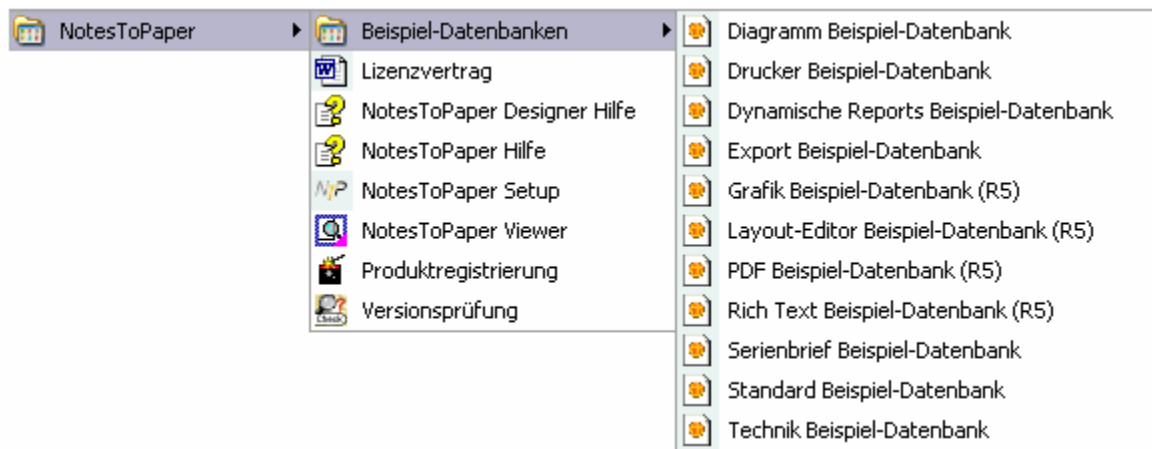 NotesToPaper
Beispiel-Datenbanken
Lizenzvertrag
NotesToPaper Designer Hilfe
NotesToPaper Hilfe
NotesToPaper Setup
NotesToPaper Viewer
Produktregistrierung
Versionsprüfung
Diagramm Beispiel-Datenbank
Drucker Beispiel-Datenbank
Dynamische Reports Beispiel-Datenbank
Export Beispiel-Datenbank
Grafik Beispiel-Datenbank (R5)
Layout-Editor Beispiel-Datenbank (R5)
PDF Beispiel-Datenbank (R5)
Rich Text Beispiel-Datenbank (R5)
Serienbrief Beispiel-Datenbank
Standard Beispiel-Datenbank
Technik Beispiel-Datenbank